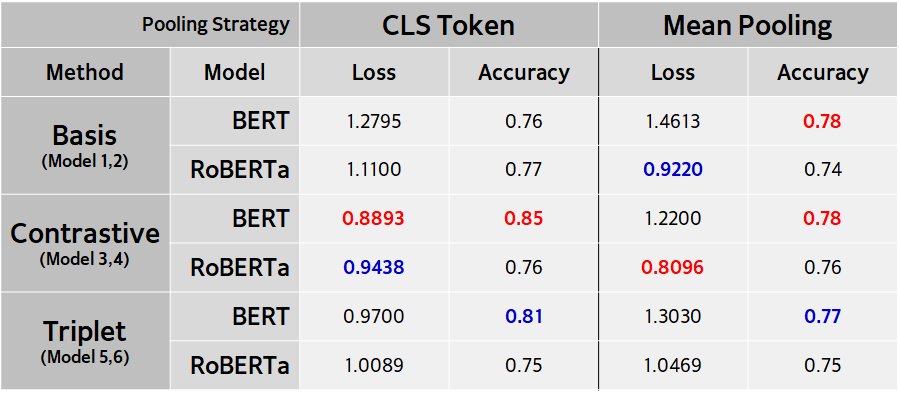 Pooling Strategy CLS Token Mean Pooling
Method Model Loss Accuracy Loss Accuracy
Basis
(Model 1,2)
BERT 1.2795 0.76 1.4613 0.78
RoBERTa 1.1100 0.77 0.9220 0.74
Contrastive
(Model 3,4)
BERT 0.8893 0.85 1.2200 0.78
RoBERTa 0.9438 0.76 0.8096 0.76
Triplet
(Model 5,6)
BERT 0.9700 0.81 1.3030 0.77
RoBERTa 1.0089 0.75 1.0469 0.75